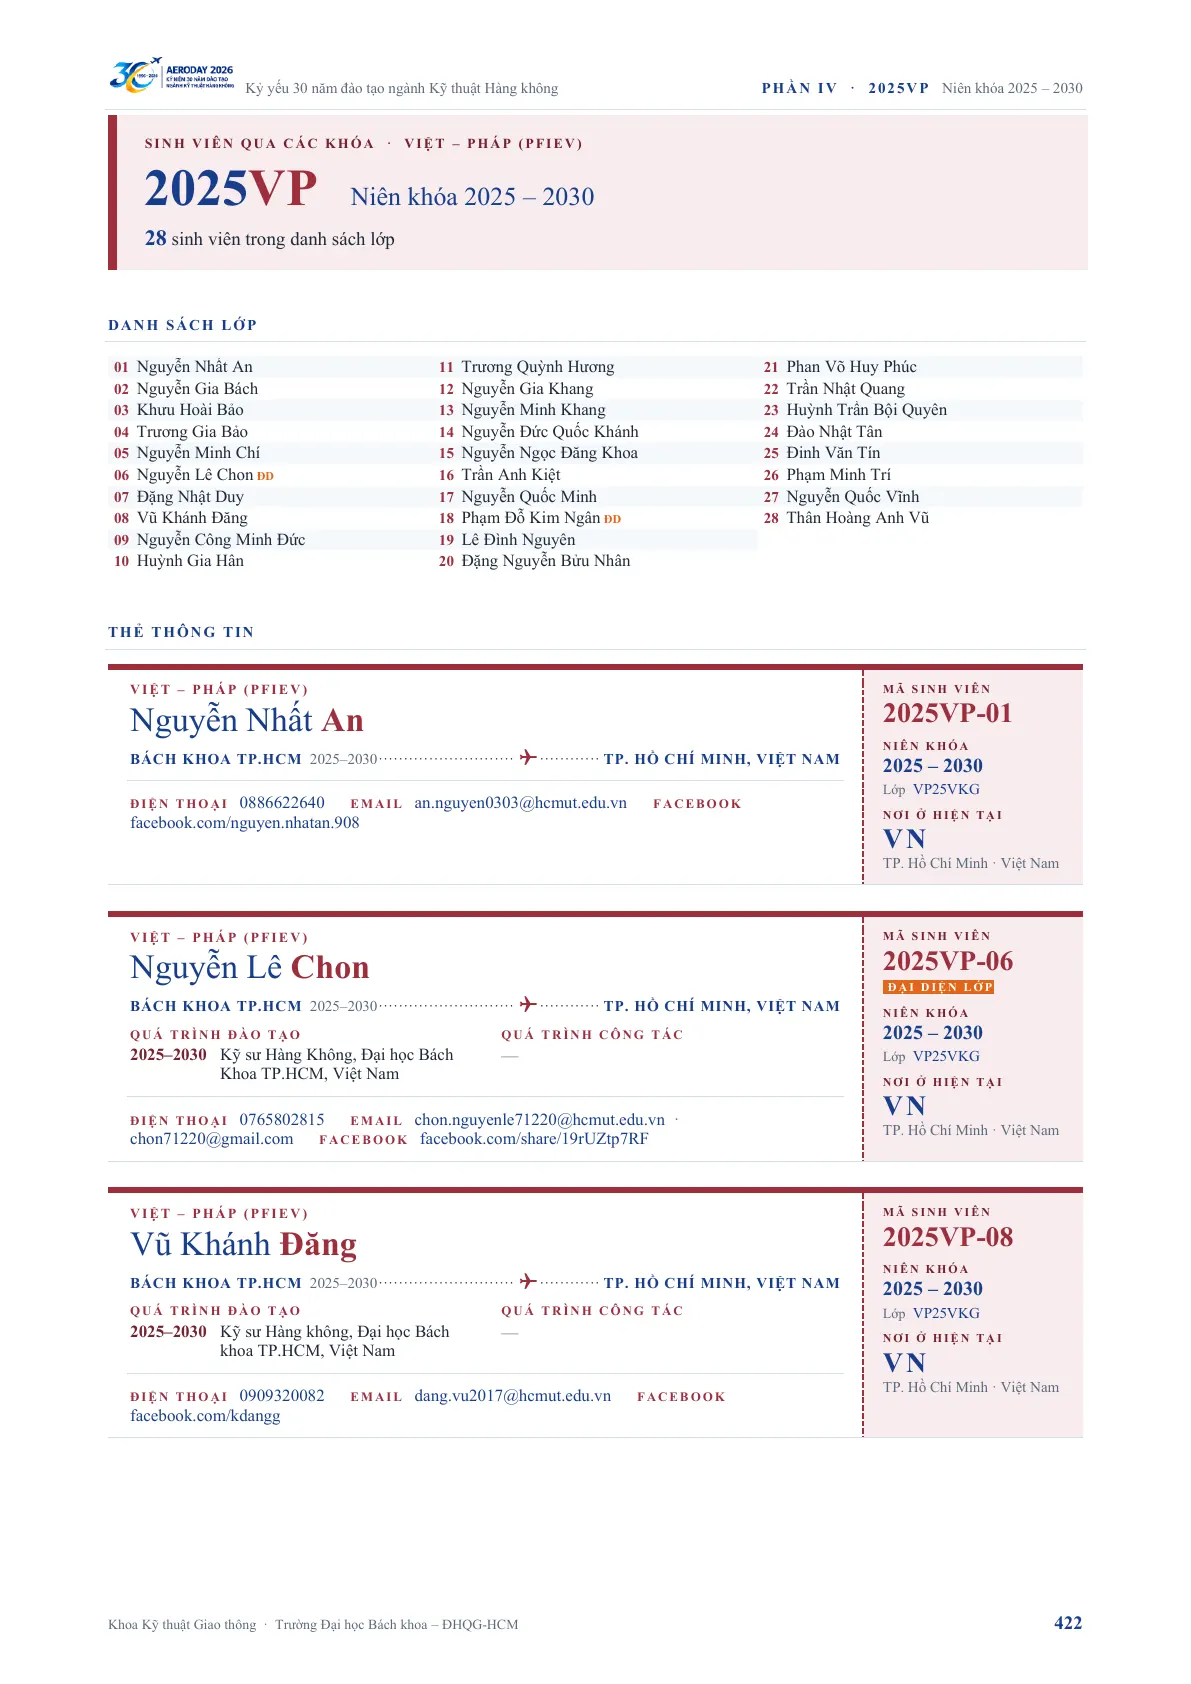 30 1996 - 2026 AERODAY 2026
KỶ NIỆM 30 NĂM ĐÀO TẠO
NGÀNH KỸ THUẬT HÀNG KHÔNG
Kỷ yếu 30 năm đào tạo ngành Kỹ thuật Hàng không
PHẦN IV · 2025VP Niên khóa 2025 – 2030
SINH VIÊN QUA CÁC KHÓA · VIỆT – PHÁP (PFIEV)
2025VP Niên khóa 2025 – 2030
28 sinh viên trong danh sách lớp
DANH SÁCH LỚP
01 Nguyễn Nhất An
02 Nguyễn Gia Bách
03 Khưu Hoài Bảo
04 Trương Gia Bảo
05 Nguyễn Minh Chí
06 Nguyễn Lê Chon ĐD
07 Đặng Nhật Duy
08 Vũ Khánh Đăng
09 Nguyễn Công Minh Đức
10 Huỳnh Gia Hân
11 Trương Quỳnh Hương
12 Nguyễn Gia Khang
13 Nguyễn Minh Khang
14 Nguyễn Đức Quốc Khánh
15 Nguyễn Ngọc Đăng Khoa
16 Trần Anh Kiệt
17 Nguyễn Quốc Minh
18 Phạm Đỗ Kim Ngân ĐD
19 Lê Đình Nguyên
20 Đặng Nguyễn Bửu Nhân
21 Phan Võ Huy Phúc
22 Trần Nhật Quang
23 Huỳnh Trần Bội Quyên
24 Đào Nhật Tân
25 Đinh Văn Tín
26 Phạm Minh Trí
27 Nguyễn Quốc Vĩnh
28 Thân Hoàng Anh Vũ
THẺ THÔNG TIN
VIỆT – PHÁP (PFIEV)
Nguyễn Nhất An
BÁCH KHOA TP.HCM 2025–2030 TP. HỒ CHÍ MINH, VIỆT NAM
ĐIỆN THOẠI 0886622640 EMAIL an.nguyen0303@hcmut.edu.vn FACEBOOK
facebook.com/nguyen.nhatan.908
MÃ SINH VIÊN
2025VP-01
NIÊN KHÓA
2025 – 2030
Lớp VP25VKG
NƠI Ở HIỆN TẠI
VN
TP. Hồ Chí Minh · Việt Nam
VIỆT – PHÁP (PFIEV)
Nguyễn Lê Chon
BÁCH KHOA TP.HCM 2025–2030 TP. HỒ CHÍ MINH, VIỆT NAM
QUÁ TRÌNH ĐÀO TẠO
2025–2030 Kỹ sư Hàng Không, Đại học Bách
Khoa TP.HCM, Việt Nam
QUÁ TRÌNH CÔNG TÁC
—
ĐIỆN THOẠI 0765802815 EMAIL chon.nguyenle71220@hcmut.edu.vn ·
chon71220@gmail.com FACEBOOK facebook.com/share/19rUZtp7RF
MÃ SINH VIÊN
2025VP-06
ĐẠI DIỆN LỚP
NIÊN KHÓA
2025 – 2030
Lớp VP25VKG
NƠI Ở HIỆN TẠI
VN
TP. Hồ Chí Minh · Việt Nam
VIỆT – PHÁP (PFIEV)
Vũ Khánh Đăng
BÁCH KHOA TP.HCM 2025–2030 TP. HỒ CHÍ MINH, VIỆT NAM
QUÁ TRÌNH ĐÀO TẠO
2025–2030 Kỹ sư Hàng không, Đại học Bách
khoa TP.HCM, Việt Nam
QUÁ TRÌNH CÔNG TÁC
—
ĐIỆN THOẠI 0909320082 EMAIL dang.vu2017@hcmut.edu.vn FACEBOOK
facebook.com/kdangg
MÃ SINH VIÊN
2025VP-08
NIÊN KHÓA
2025 – 2030
Lớp VP25VKG
NƠI Ở HIỆN TẠI
VN
TP. Hồ Chí Minh · Việt Nam
Khoa Kỹ thuật Giao thông · Trường Đại học Bách khoa – ĐHQG-HCM
422